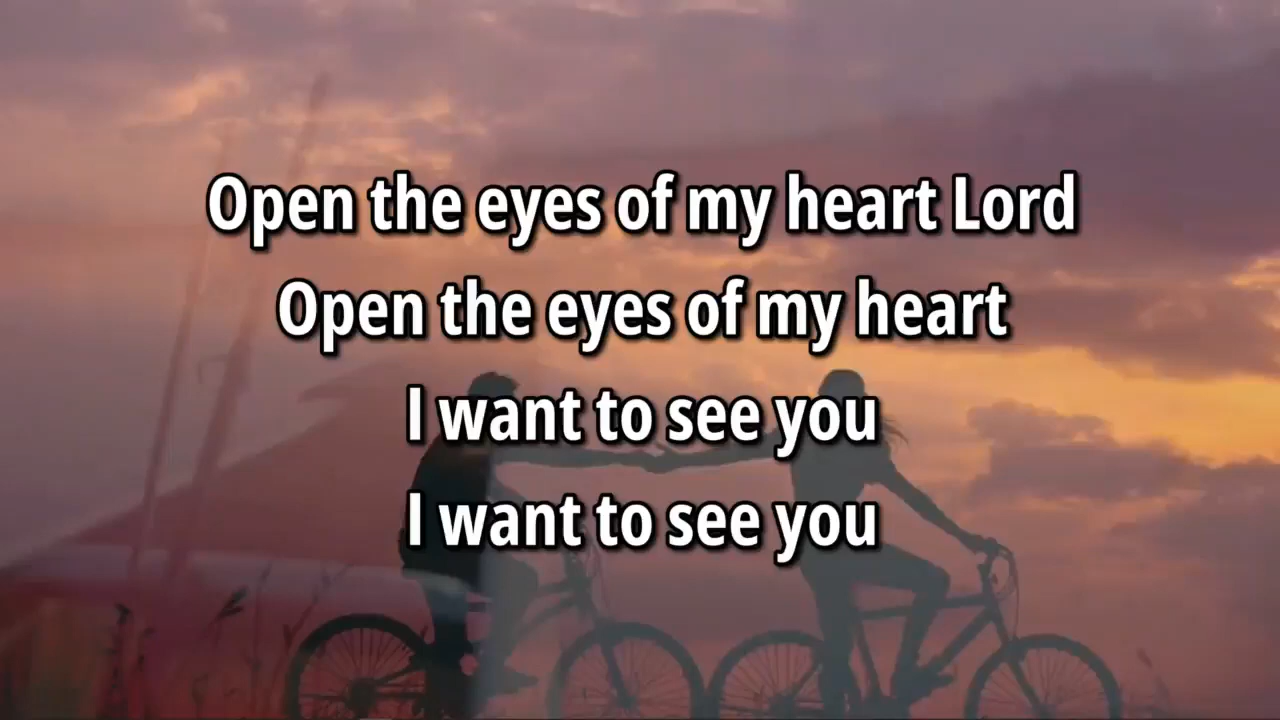 Open the eyes of my heart Lord
Open the eyes of my heart
I want to see you
I want to see you